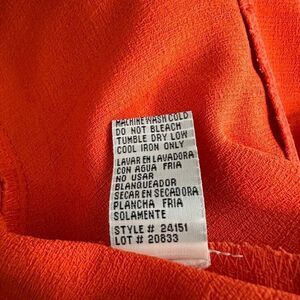 MACHINE WASH COLD
DO NOT BLEACH
TUMBLE DRY LOW
COOL IRON ONLY
LAVAR EN LAVADORA
CON AGUA FRIA
NO USAR
BLANQUEADOR
SECAR EN SECADORA
PLANCHA FRIA
SOLAMENTE
STYLE # 24151
LOT # 20833